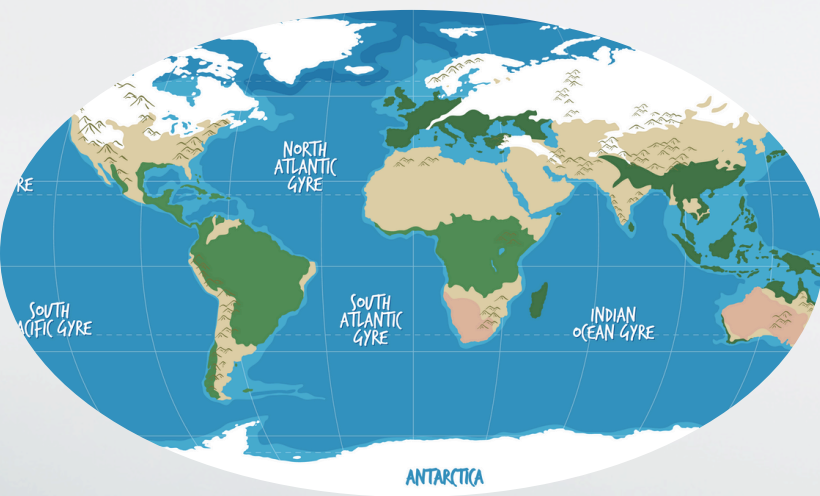 NORTH
ATLANTIC
GYRE
RE
SOUTH
ACIFIC GYRE
SOUTH
ATLANTIC
GYRE
INDIAN
OCEAN GYRE
ANTARCTICA